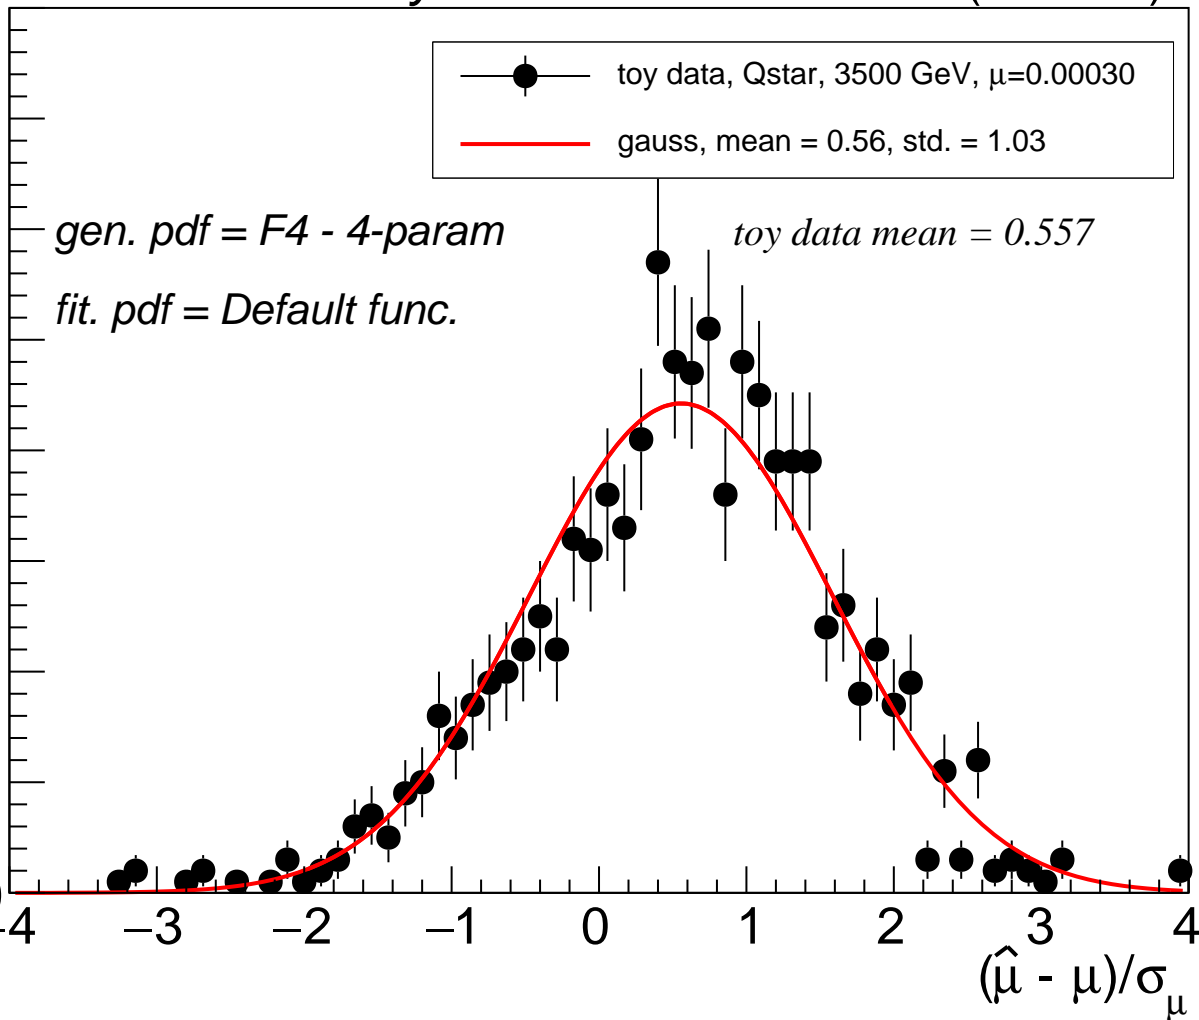 toy data, Qstar, 3500 GeV, μ=0.00030
gauss, mean = 0.56, std. = 1.03
gen. pdf = F4 - 4-param
toy data mean = 0.557
fit. pdf = Default func.
−4 −3 −2 −1 0 1 2 3 4
(μ̂ - μ)/σ_μ